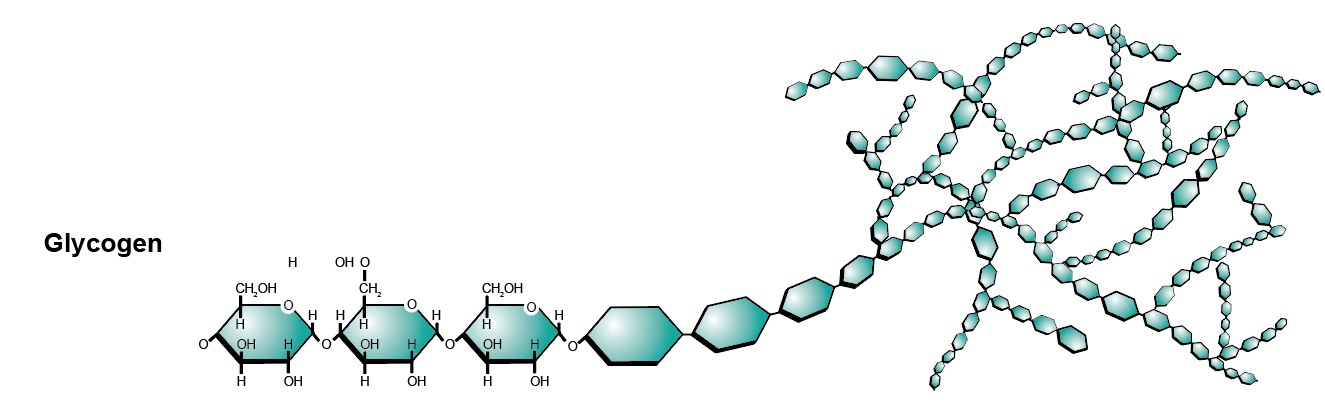 Glycogen
H OH O
CH2OH CH2 CH2OH
O O O
H H H H H H H
O OH H O OH H O OH H O
H OH H OH H OH